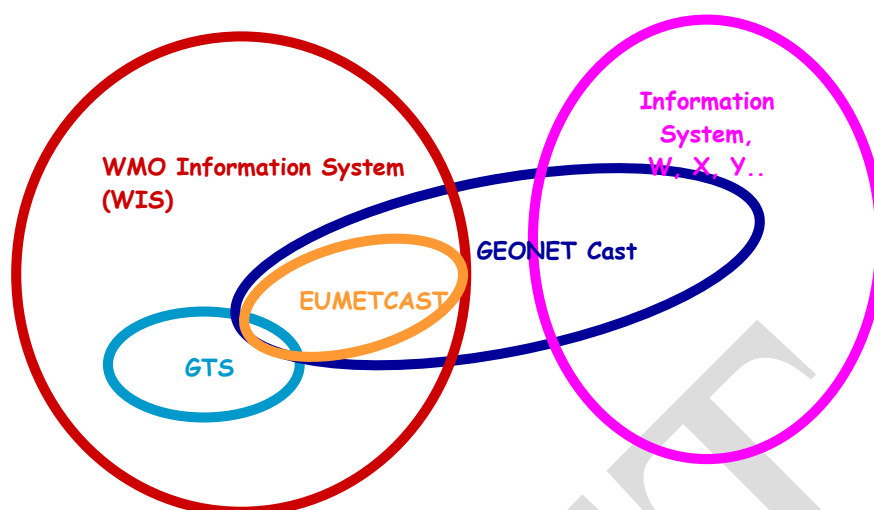 Information
System,
W, X, Y..
WMO Information System
(WIS)
GEONET Cast
EUMETCAST
GTS